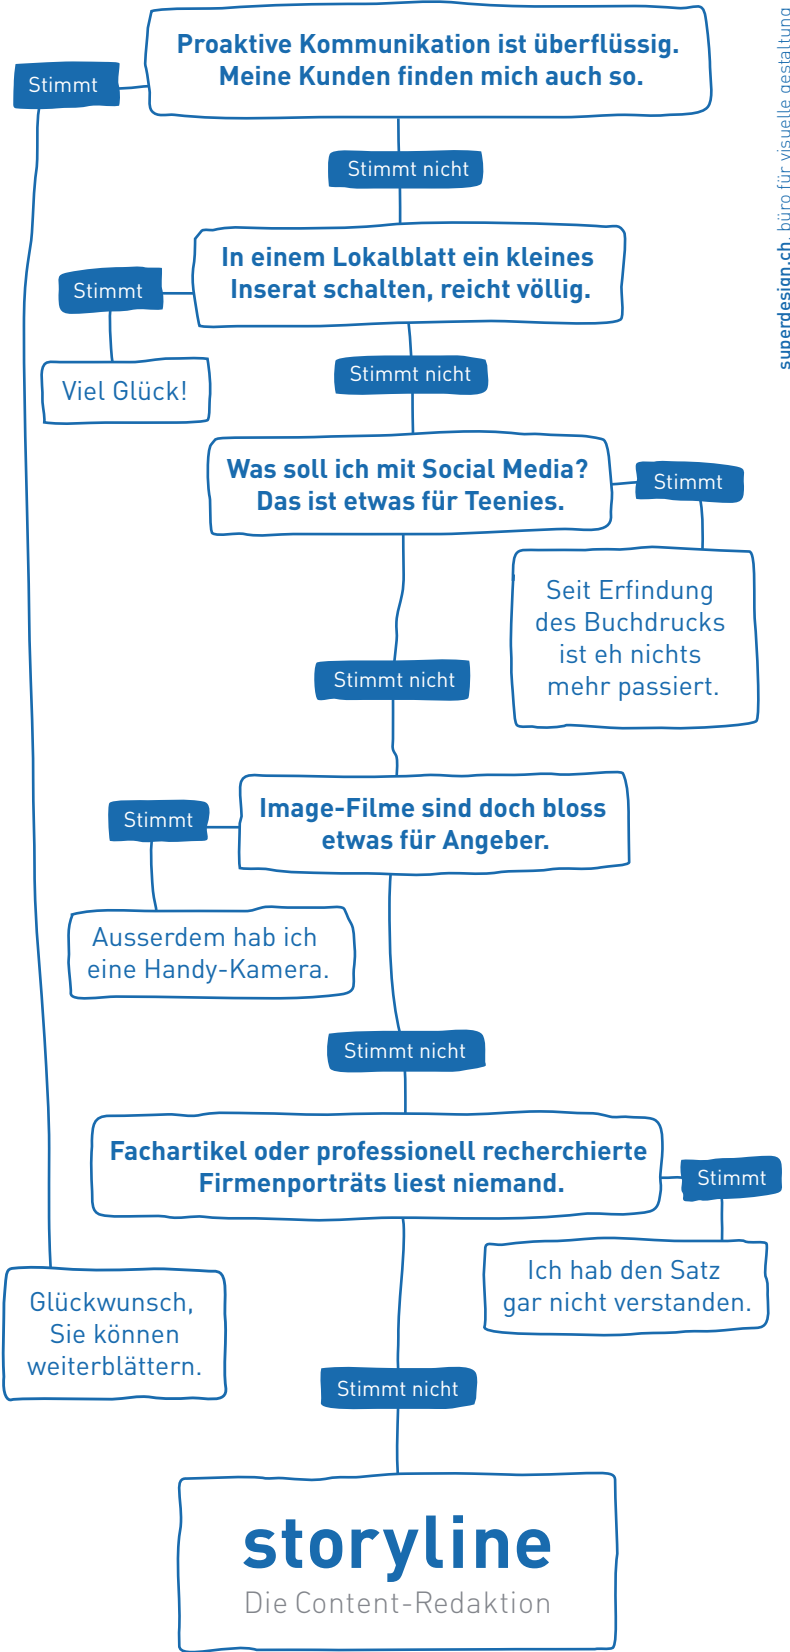 Proaktive Kommunikation ist überflüssig.
Meine Kunden finden mich auch so.
Stimmt
Stimmt nicht
In einem Lokalblatt ein kleines
Inserat schalten, reicht völlig.
Stimmt
Viel Glück!
Stimmt nicht
Was soll ich mit Social Media?
Das ist etwas für Teenies.
Stimmt
Seit Erfindung
des Buchdrucks
ist eh nichts
mehr passiert.
Stimmt nicht
Image-Filme sind doch bloss
etwas für Angeber.
Stimmt
Ausserdem hab ich
eine Handy-Kamera.
Stimmt nicht
Fachartikel oder professionell recherchierte
Firmenporträts liest niemand.
Stimmt
Ich hab den Satz
gar nicht verstanden.
Glückwunsch,
Sie können
weiterblättern.
Stimmt nicht
storyline
Die Content-Redaktion
superdesign.ch, büro für visuelle gestaltung